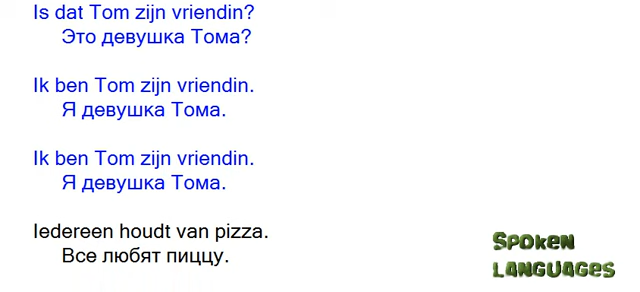 Is dat Tom zijn vriendin?
Это девушка Тома?
Ik ben Tom zijn vriendin.
Я девушка Тома.
Ik ben Tom zijn vriendin.
Я девушка Тома.
Iedereen houdt van pizza.
Все любят пиццу.
SPOKEN
LANGUAGES